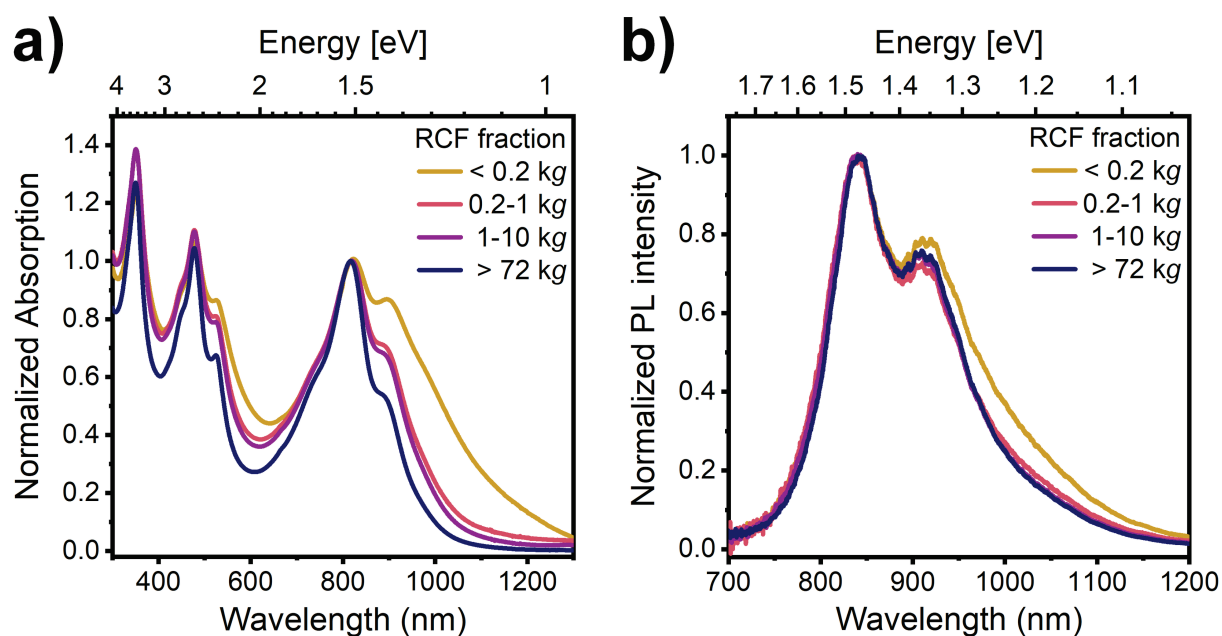 a)
Energy [eV]
4 3 2 1.5 1
Normalized Absorption
1.4
1.2
1.0
0.8
0.6
0.4
0.2
0.0
RCF fraction
< 0.2 kg
0.2-1 kg
1-10 kg
> 72 kg
400 600 800 1000 1200
Wavelength (nm)
b)
Energy [eV]
1.7 1.6 1.5 1.4 1.3 1.2 1.1
Normalized PL intensity
1.0
0.8
0.6
0.4
0.2
0.0
RCF fraction
< 0.2 kg
0.2-1 kg
1-10 kg
> 72 kg
700 800 900 1000 1100 1200
Wavelength (nm)